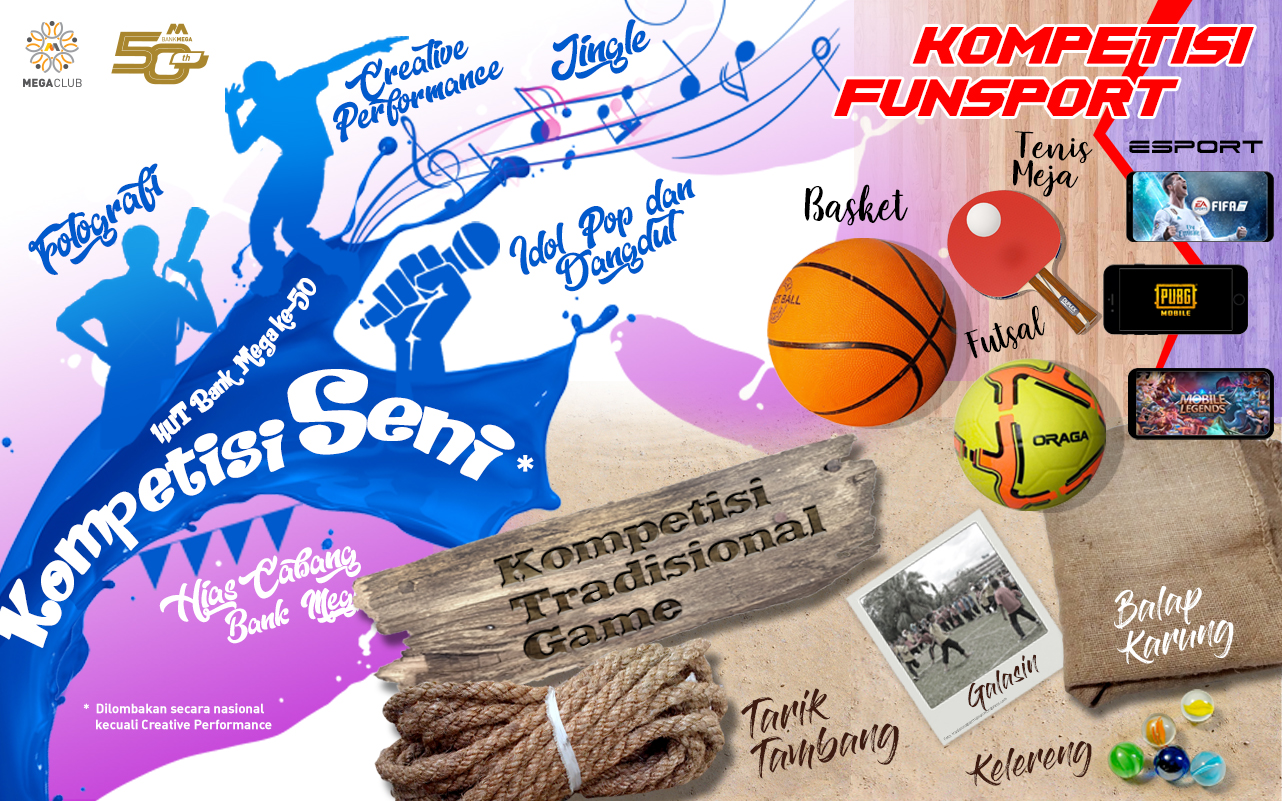 MEGACLUB
50th
BANK MEGA
Creative
Performance
Jingle
Fotografi
Idol Pop dan
Dangdut
HUT Bank Mega ke-50
Kompetisi Seni *
Hias Cabang
Bank Mega
* Dilombakan secara nasional
kecuali Creative Performance
KOMPETISI
FUNSPORT
Tenis
Meja
ESPORT
Basket
EA
FIFA
PUBG
MOBILE
Futsal
MOBILE
LEGENDS
ORAGA
Kompetisi
Tradisional
Game
Balap
Karung
Galasin
Tarik
Tambang
Kelereng